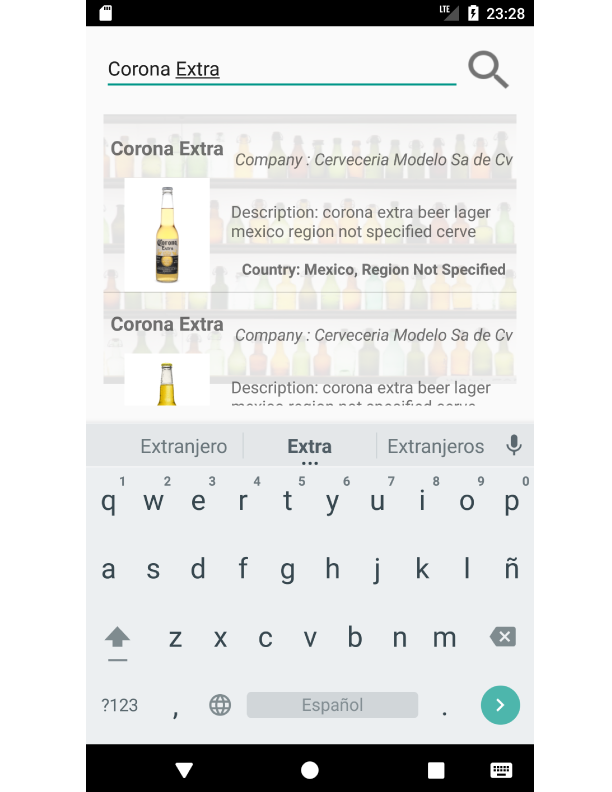 LTE 23:28
Corona Extra
Corona Extra
Company : Cerveceria Modelo Sa de Cv
Corona
Extra
Description: corona extra beer lager
mexico region not specified cerve
Country: Mexico, Region Not Specified
Corona Extra
Company : Cerveceria Modelo Sa de Cv
Description: corona extra beer lager
mexico region not specified cerve
Extranjero Extra Extranjeros
1 2 3 4 5 6 7 8 9 0
q w e r t y u i o p
a s d f g h j k l ñ
z x c v b n m
?123 , Español .